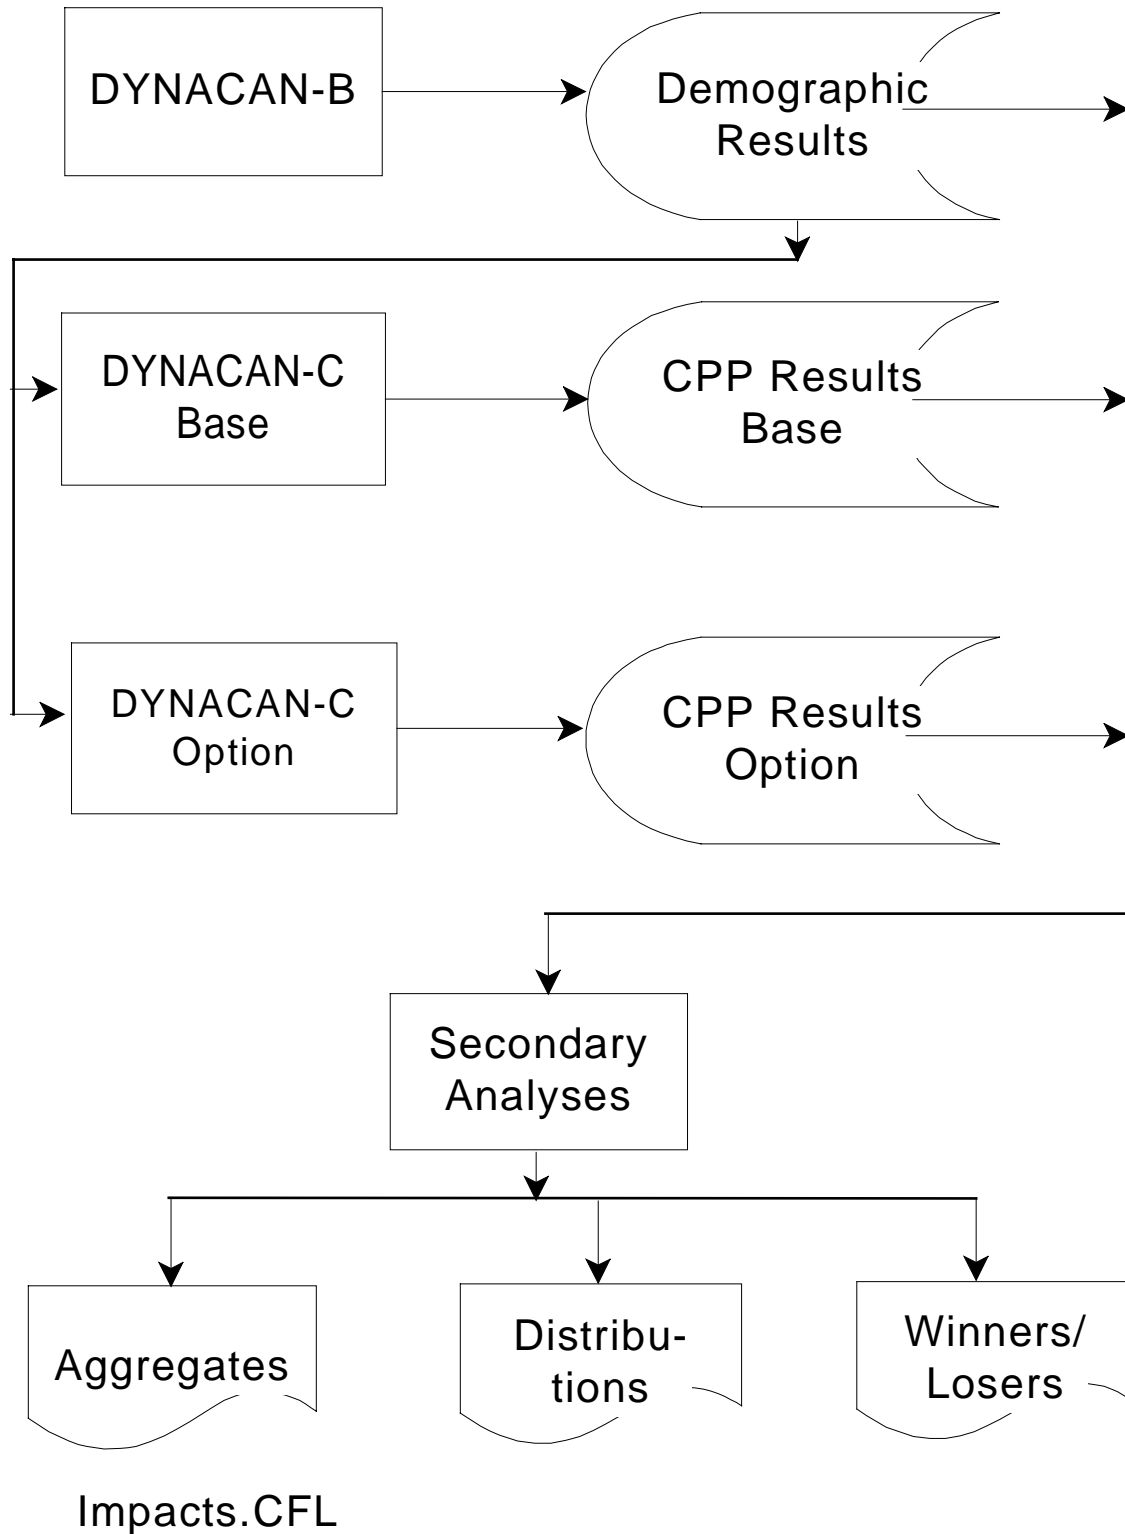 DYNACAN-B
Demographic
Results
DYNACAN-C
Base
CPP Results
Base
DYNACAN-C
Option
CPP Results
Option
Secondary
Analyses
Aggregates
Distribu-
tions
Winners/
Losers
Impacts.CFL